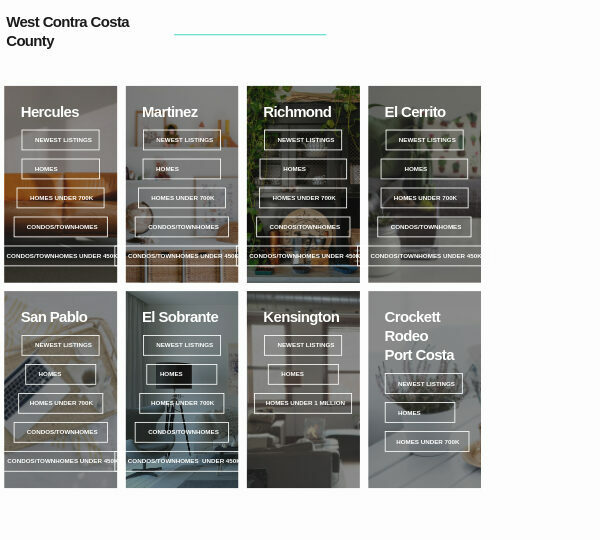 West Contra Costa
County
Hercules
NEWEST LISTINGS
HOMES
HOMES UNDER 700K
CONDOS/TOWNHOMES
CONDOS/TOWNHOMES UNDER 450K
Martinez
NEWEST LISTINGS
HOMES
HOMES UNDER 700K
CONDOS/TOWNHOMES
CONDOS/TOWNHOMES UNDER 450K
Richmond
NEWEST LISTINGS
HOMES
HOMES UNDER 700K
CONDOS/TOWNHOMES
CONDOS/TOWNHOMES UNDER 450K
El Cerrito
NEWEST LISTINGS
HOMES
HOMES UNDER 700K
CONDOS/TOWNHOMES
CONDOS/TOWNHOMES UNDER 450K
San Pablo
NEWEST LISTINGS
HOMES
HOMES UNDER 700K
CONDOS/TOWNHOMES
CONDOS/TOWNHOMES UNDER 450K
El Sobrante
NEWEST LISTINGS
HOMES
HOMES UNDER 700K
CONDOS/TOWNHOMES
CONDOS/TOWNHOMES UNDER 450K
Kensington
NEWEST LISTINGS
HOMES
HOMES UNDER 1 MILLION
Crockett
Rodeo
Port Costa
NEWEST LISTINGS
HOMES
HOMES UNDER 700K